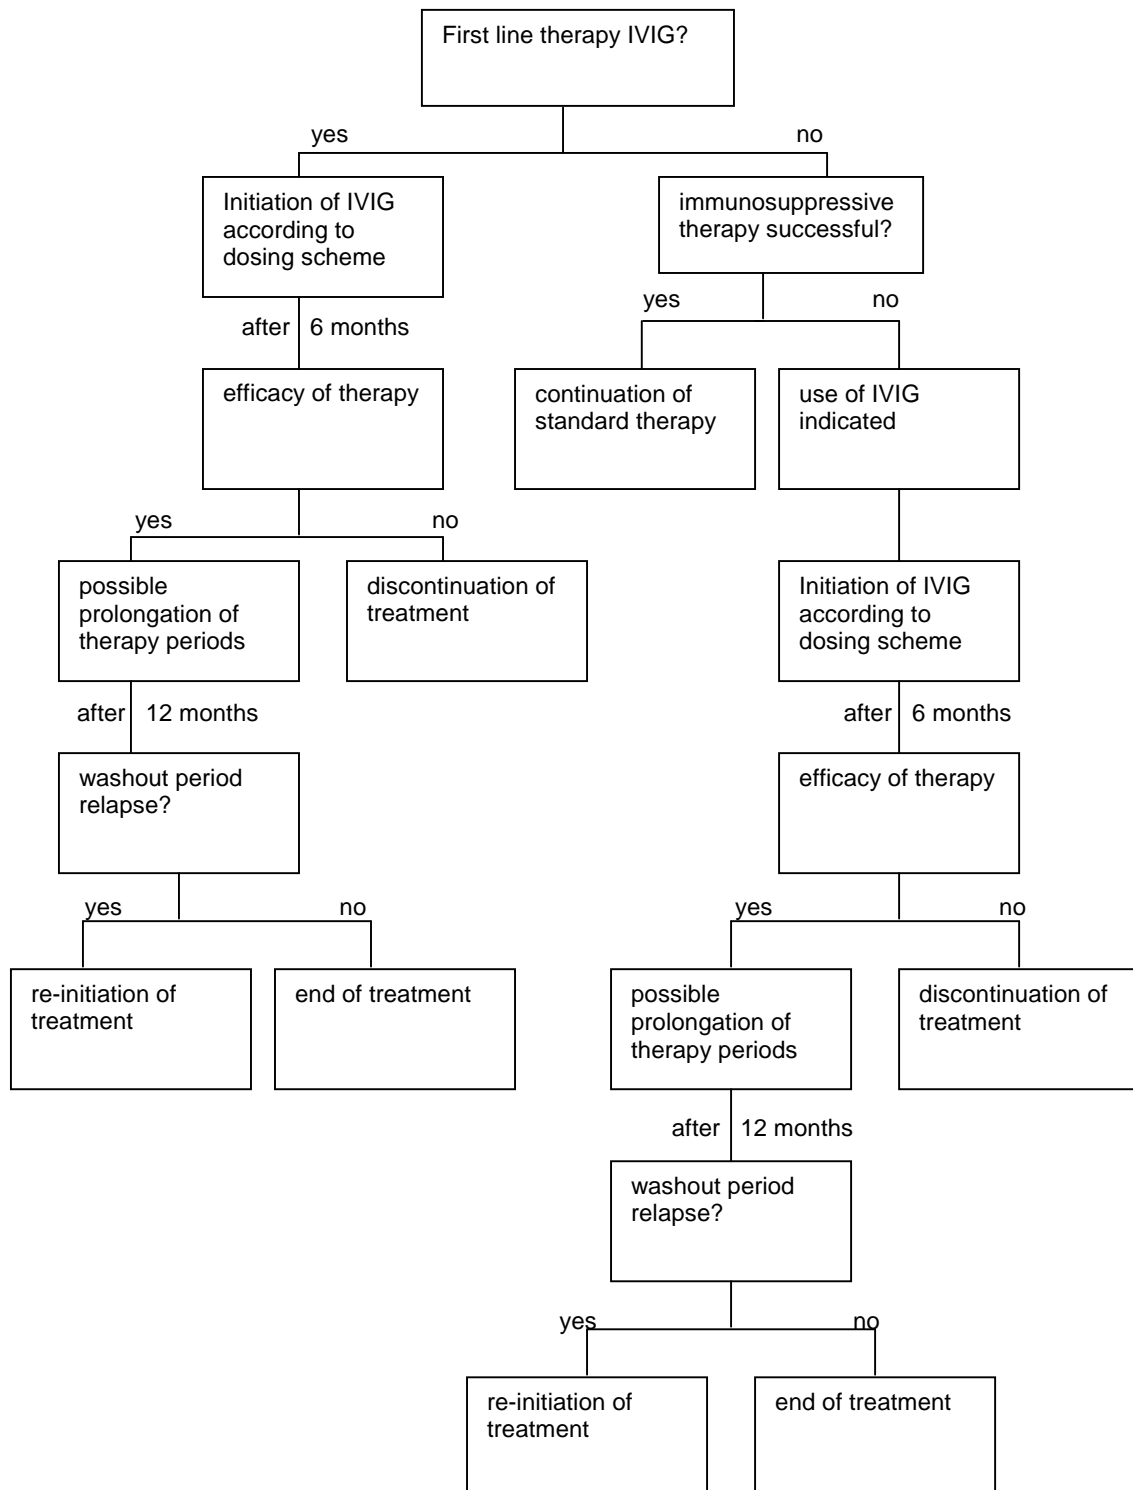 First line therapy IVIG?
yes
no
Initiation of IVIG
according to
dosing scheme
immunosuppressive
therapy successful?
after 6 months
yes
no
efficacy of therapy
continuation of
standard therapy
use of IVIG
indicated
yes
no
possible
prolongation of
therapy periods
discontinuation of
treatment
Initiation of IVIG
according to
dosing scheme
after 12 months
after 6 months
washout period
relapse?
efficacy of therapy
yes
no
yes
no
re-initiation of
treatment
end of treatment
possible
prolongation of
therapy periods
discontinuation of
treatment
after 12 months
washout period
relapse?
yes
no
re-initiation of
treatment
end of treatment